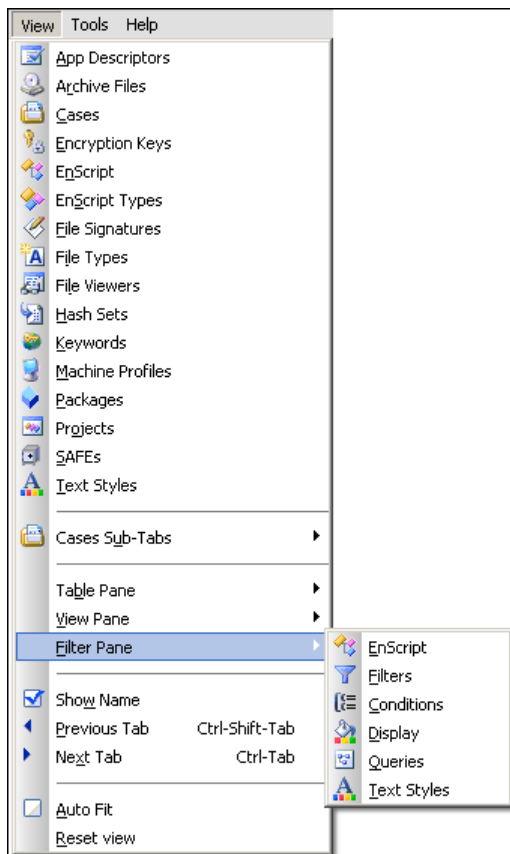 View Tools Help
App Descriptors
Archive Files
Cases
Encryption Keys
EnScript
EnScript Types
File Signatures
File Types
File Viewers
Hash Sets
Keywords
Machine Profiles
Packages
Projects
SAFEs
Text Styles
Cases Sub-Tabs
Table Pane
View Pane
Filter Pane
EnScript
Filters
Conditions
Display
Queries
Text Styles
Show Name
Previous Tab Ctrl-Shift-Tab
Next Tab Ctrl-Tab
Auto Fit
Reset view